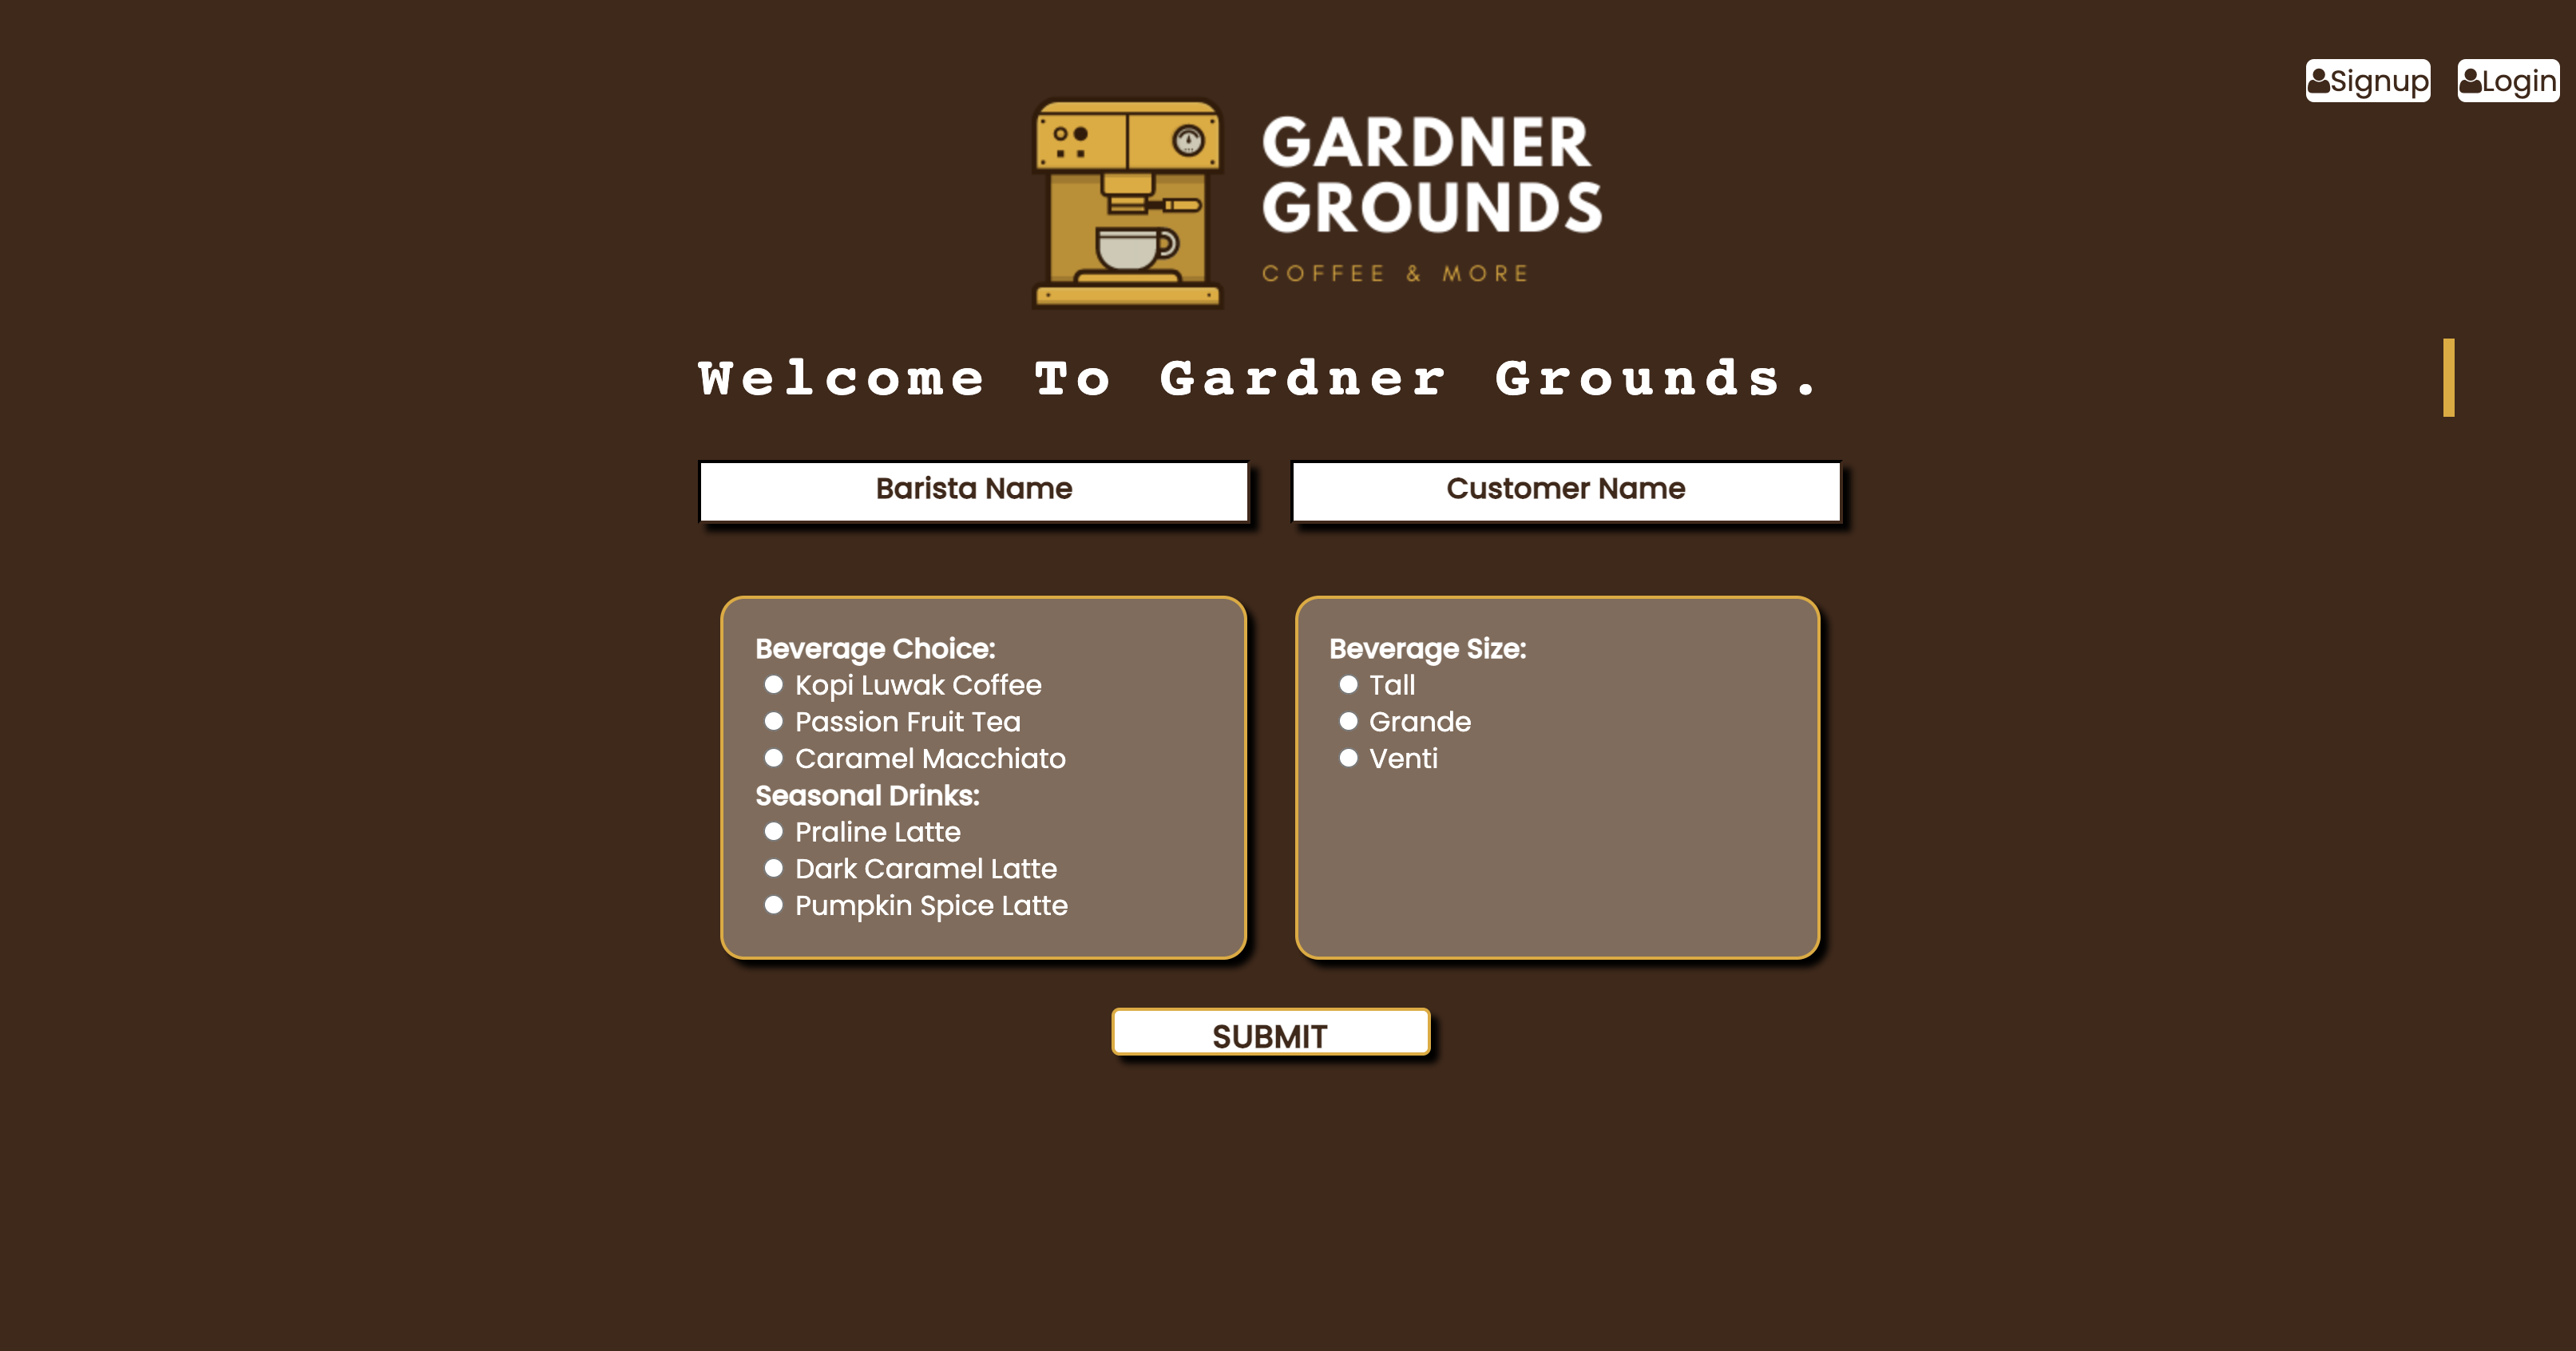 Signup
Login
GARDNER
GROUNDS
COFFEE & MORE
Welcome To Gardner Grounds.
Barista Name
Customer Name
Beverage Choice:
Kopi Luwak Coffee
Passion Fruit Tea
Caramel Macchiato
Seasonal Drinks:
Praline Latte
Dark Caramel Latte
Pumpkin Spice Latte
Beverage Size:
Tall
Grande
Venti
SUBMIT